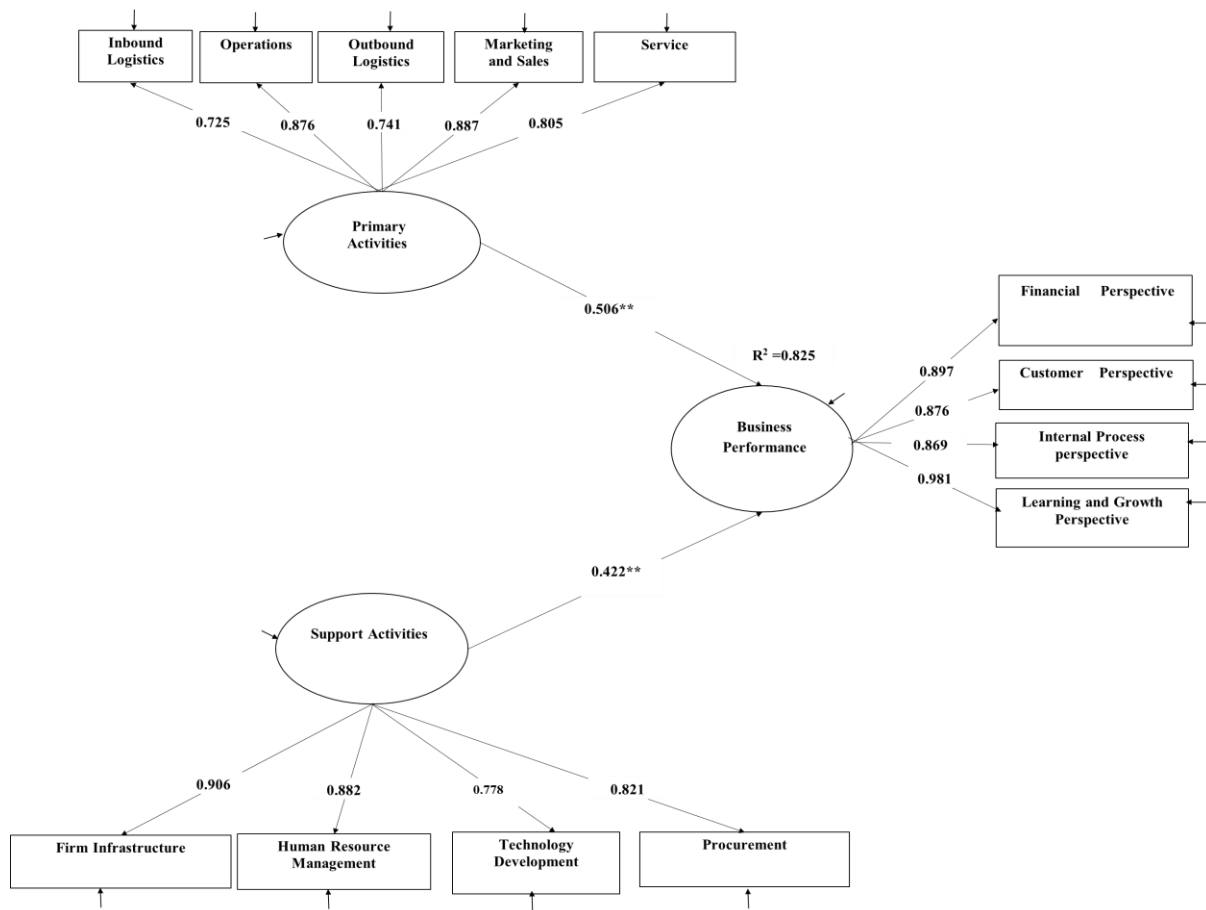 Inbound
Logistics
Operations
Outbound
Logistics
Marketing
and Sales
Service
0.725
0.876
0.741
0.887
0.805
Primary
Activities
0.506**
R² =0.825
Business
Performance
Financial Perspective
0.897
Customer Perspective
0.876
Internal Process
perspective
0.869
0.981
Learning and Growth
Perspective
0.422**
Support Activities
0.906
0.882
0.778
0.821
Firm Infrastructure
Human Resource
Management
Technology
Development
Procurement